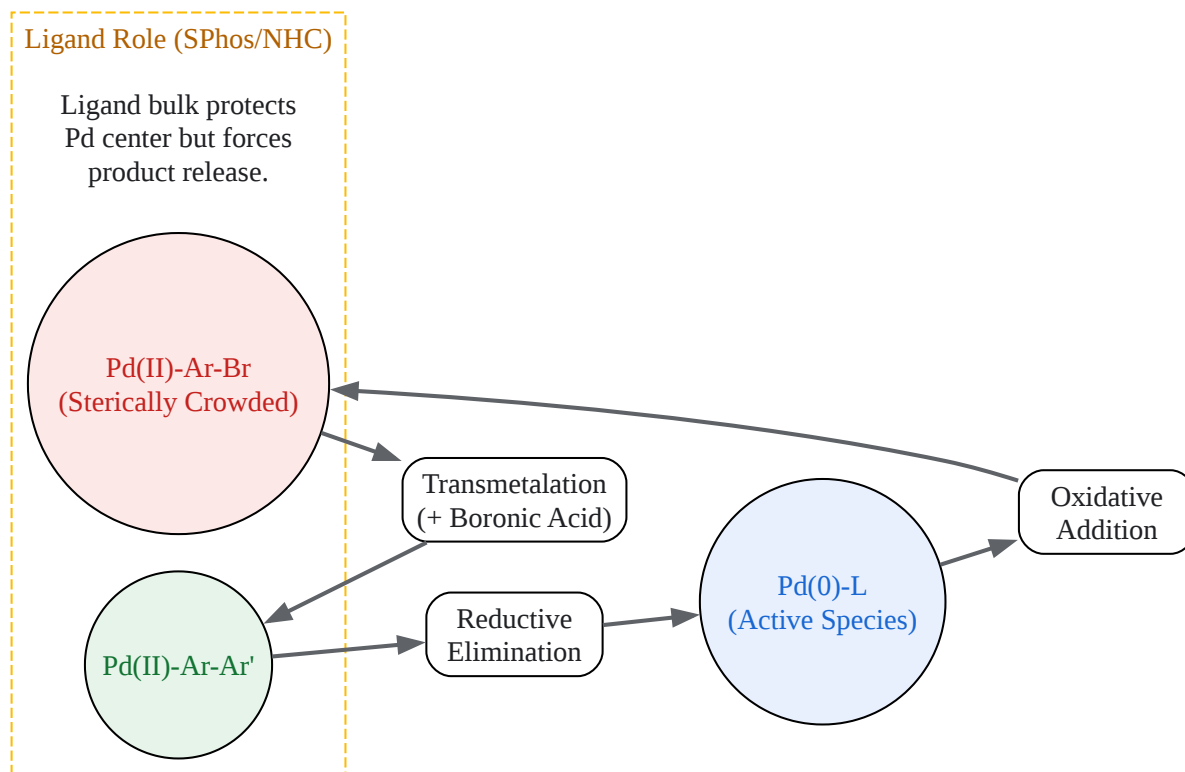 Ligand Role (SPhos/NHC)
Ligand bulk protects
Pd center but forces
product release.
Pd(II)-Ar-Br
(Sterically Crowded)
Transmetalation
(+ Boronic Acid)
Oxidative
Addition
Pd(0)-L
(Active Species)
Reductive
Elimination
Pd(II)-Ar-Ar'